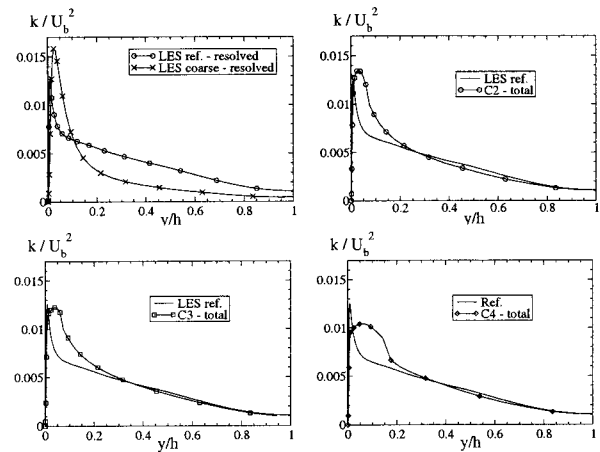 k / U_b^2
0.015
0.01
0.005
0
LES ref. - resolved
LES coarse - resolved
0 0.2 0.4 0.6 0.8 1
y/h
k / U_b^2
0.015
0.01
0.005
0
LES ref.
C2 - total
0 0.2 0.4 0.6 0.8 1
y/h
k / U_b^2
0.015
0.01
0.005
0
LES ref.
C3 - total
0 0.2 0.4 0.6 0.8 1
y/h
k / U_b^2
0.015
0.01
0.005
0
Ref.
C4 - total
0 0.2 0.4 0.6 0.8 1
y/h